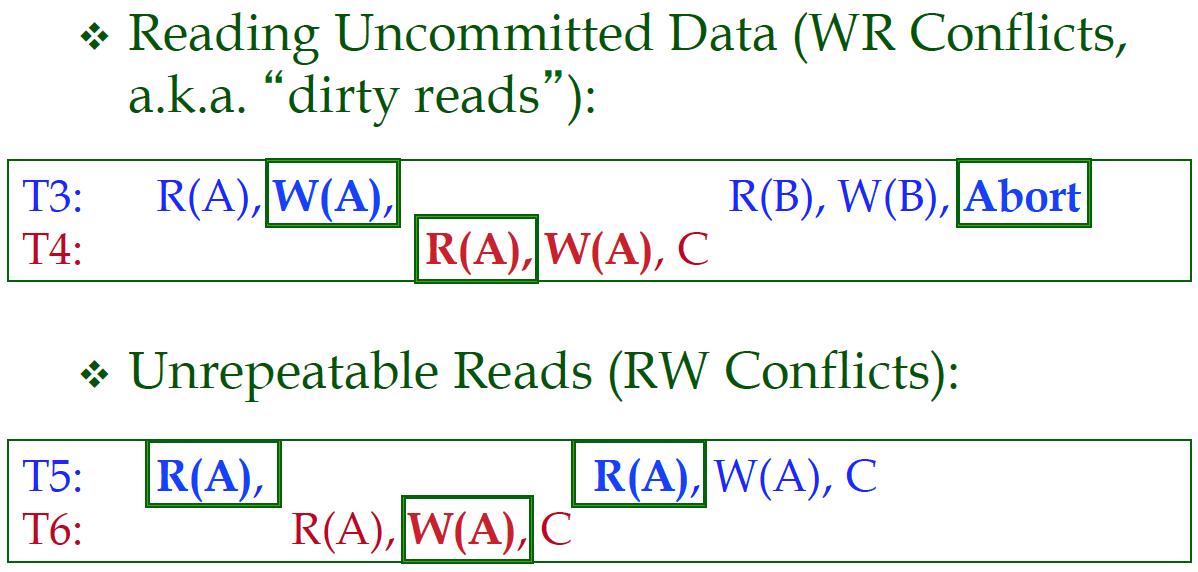 ❖ Reading Uncommitted Data (WR Conflicts,
a.k.a. “dirty reads”):
T3: R(A), W(A), R(B), W(B), Abort
T4: R(A), W(A), C
❖ Unrepeatable Reads (RW Conflicts):
T5: R(A), R(A), W(A), C
T6: R(A), W(A), C